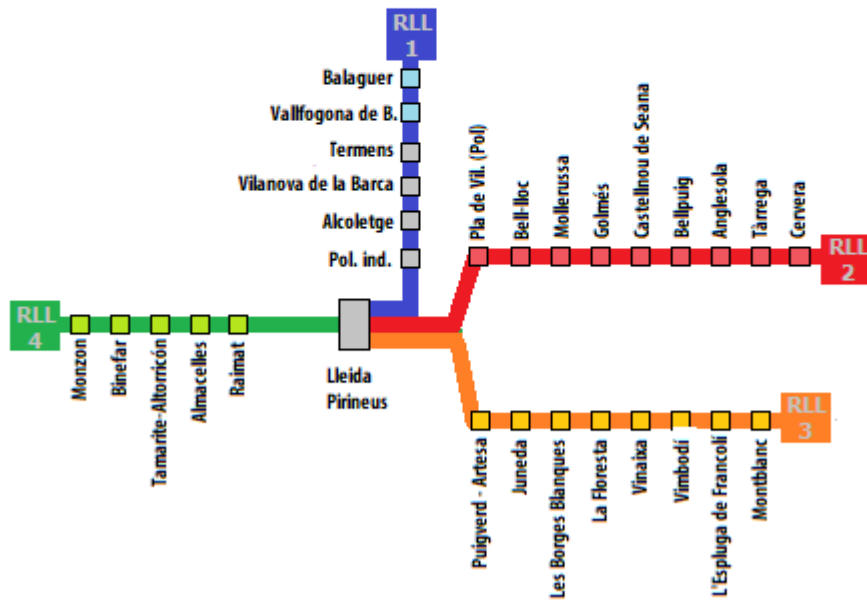 RLL
1
Balaguer
Vallfogona de B.
Termens
Vilanova de la Barca
Alcoletge
Pol. ind.
Pla de Vil. (Pol)
Bell-lloc
Mollerussa
Golmés
Castellnou de Seana
Bellpuig
Anglesola
Tàrrega
Cervera
RLL
2
RLL
4
Monzon
Binefar
Tamarite-Altorricón
Almacelles
Raimat
Lleida
Pirineus
Puigverd - Artesa
Juneda
Les Borges Blanques
La Floresta
Vinaixa
Vimbodí
L'Espluga de Francolí
Montblanc
RLL
3